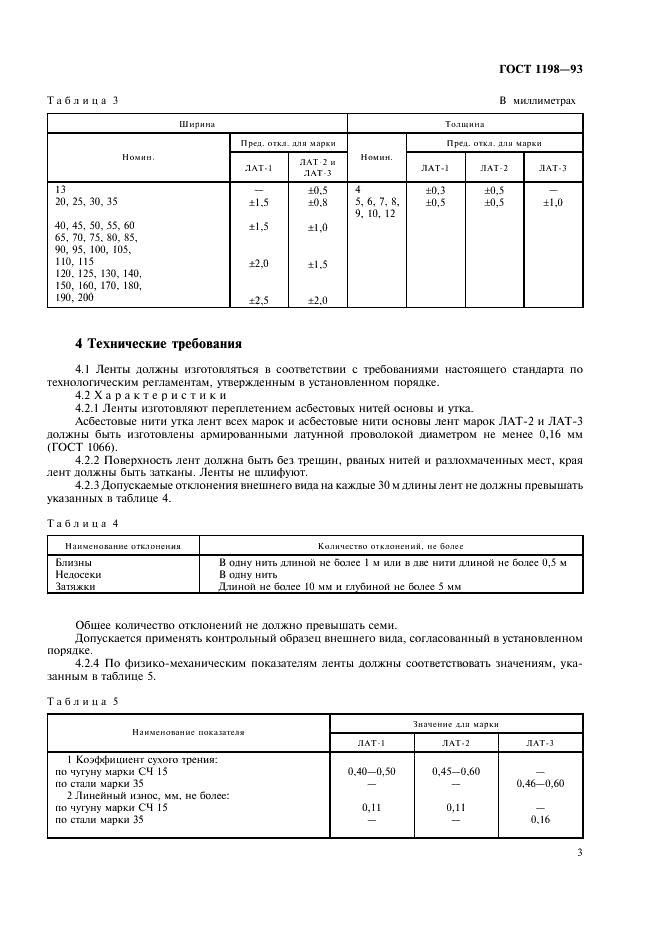 ГОСТ 1198—93
Таблица 3
В миллиметрах
Ширина
Толщина
Номин.
Пред. откл. для марки
Номин.
Пред. откл. для марки
ЛАТ-1
ЛАТ-2 и
ЛАТ-3
ЛАТ-1
ЛАТ-2
ЛАТ-3
13 — ±0,5 4 ±0,3 ±0,5 —
20, 25, 30, 35 ±1,5 ±0,8 5, 6, 7, 8, ±0,5 ±0,5 ±1,0
9, 10, 12
40, 45, 50, 55, 60 ±1,5 ±1,0
65, 70, 75, 80, 85,
90, 95, 100, 105,
110, 115 ±2,0 ±1,5
120, 125, 130, 140,
150, 160, 170, 180,
190, 200 ±2,5 ±2,0
4 Технические требования
4.1 Ленты должны изготовляться в соответствии с требованиями настоящего стандарта по
технологическим регламентам, утвержденным в установленном порядке.
4.2 Характеристики
4.2.1 Ленты изготовляют переплетением асбестовых нитей основы и утка.
Асбестовые нити утка лент всех марок и асбестовые нити основы лент марок ЛАТ-2 и ЛАТ-3
должны быть изготовлены армированными латунной проволокой диаметром не менее 0,16 мм
(ГОСТ 1066).
4.2.2 Поверхность лент должна быть без трещин, рваных нитей и разлохмаченных мест, края
лент должны быть затканы. Ленты не шлифуют.
4.2.3 Допускаемые отклонения внешнего вида на каждые 30 м длины лент не должны превышать
указанных в таблице 4.
Таблица 4
Наименование отклонения Количество отклонений, не более
Близны В одну нить длиной не более 1 м или в две нити длиной не более 0,5 м
Недосеки В одну нить
Затяжки Длиной не более 10 мм и глубиной не более 5 мм
Общее количество отклонений не должно превышать семи.
Допускается применять контрольный образец внешнего вида, согласованный в установленном
порядке.
4.2.4 По физико-механическим показателям ленты должны соответствовать значениям, ука-
занным в таблице 5.
Таблица 5
Наименование показателя
Значение для марки
ЛАТ-1 ЛАТ-2 ЛАТ-3
1 Коэффициент сухого трения:
по чугуну марки СЧ 15 0,40—0,50 0,45—0,60 —
по стали марки 35 — — 0,46—0,60
2 Линейный износ, мм, не более:
по чугуну марки СЧ 15 0,11 0,11 —
по стали марки 35 — — 0,16
3